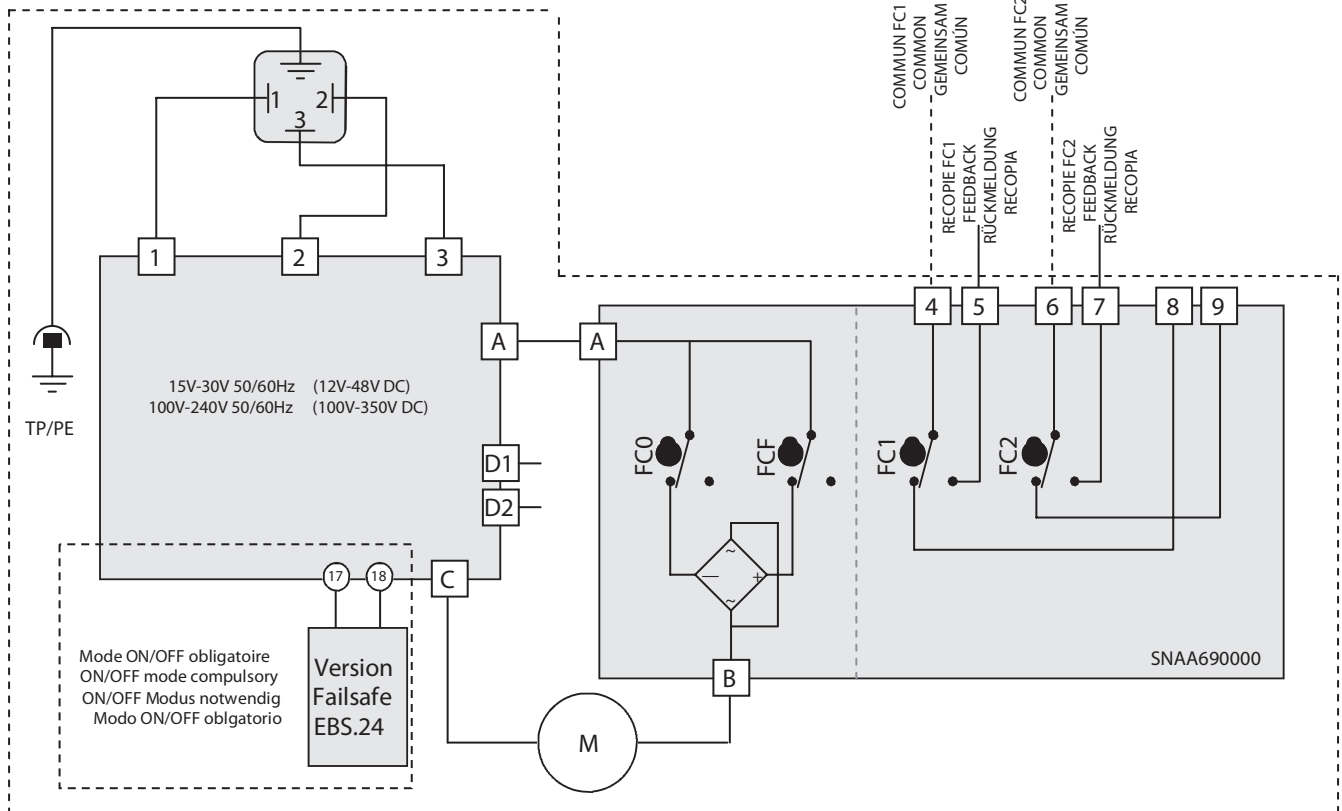 COMMUN FC1
COMMON
GEMEINSAM
COMÚN
COMMUN FC2
COMMON
GEMEINSAM
COMÚN
RECOPIE FC1
FEEDBACK
RÜCKMELDUNG
RECOPIA
RECOPIE FC2
FEEDBACK
RÜCKMELDUNG
RECOPIA
1
2
3
1
2
3
4
5
6
7
8
9
A
A
15V-30V 50/60Hz (12V-48V DC)
100V-240V 50/60Hz (100V-350V DC)
TP/PE
FC0
FCF
FC1
FC2
D1
D2
~
— +
~
17
18
C
B
SNAA690000
Mode ON/OFF obligatoire
ON/OFF mode compulsory
ON/OFF Modus notwendig
Modo ON/OFF oblgatorio
Version
Failsafe
EBS.24
M